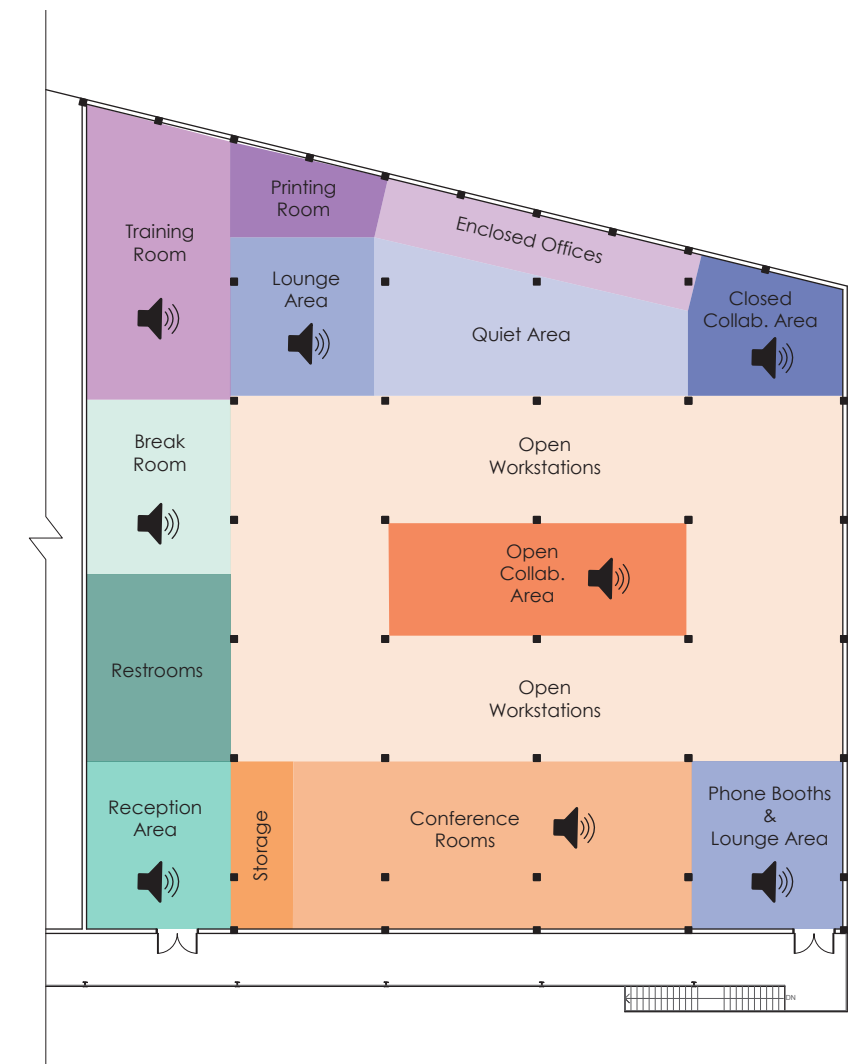 Printing
Room
Training
Room
Enclosed Offices
Lounge
Area
Closed
Collab. Area
Quiet Area
Break
Room
Open
Workstations
Open
Collab.
Area
Restrooms
Open
Workstations
Reception
Area
Storage
Conference
Rooms
Phone Booths
&
Lounge Area
DN